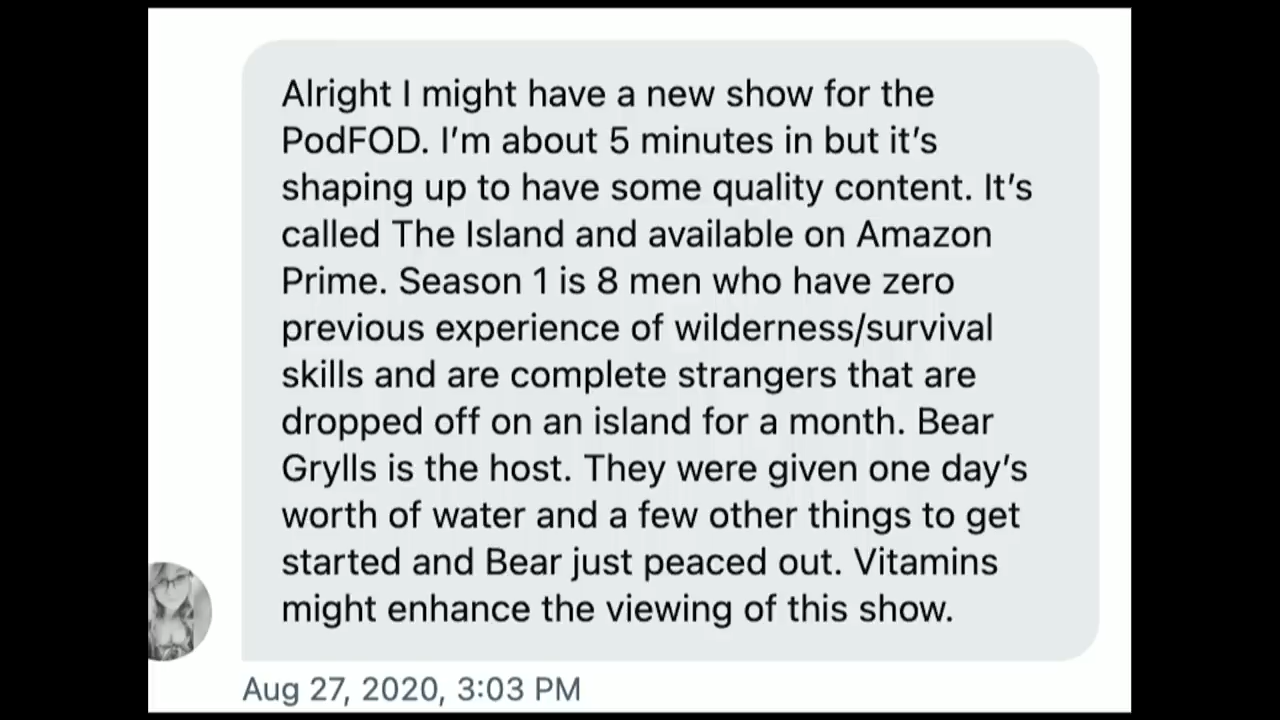 Alright I might have a new show for the
PodFOD. I’m about 5 minutes in but it’s
shaping up to have some quality content. It’s
called The Island and available on Amazon
Prime. Season 1 is 8 men who have zero
previous experience of wilderness/survival
skills and are complete strangers that are
dropped off on an island for a month. Bear
Grylls is the host. They were given one day’s
worth of water and a few other things to get
started and Bear just peaced out. Vitamins
might enhance the viewing of this show.
Aug 27, 2020, 3:03 PM